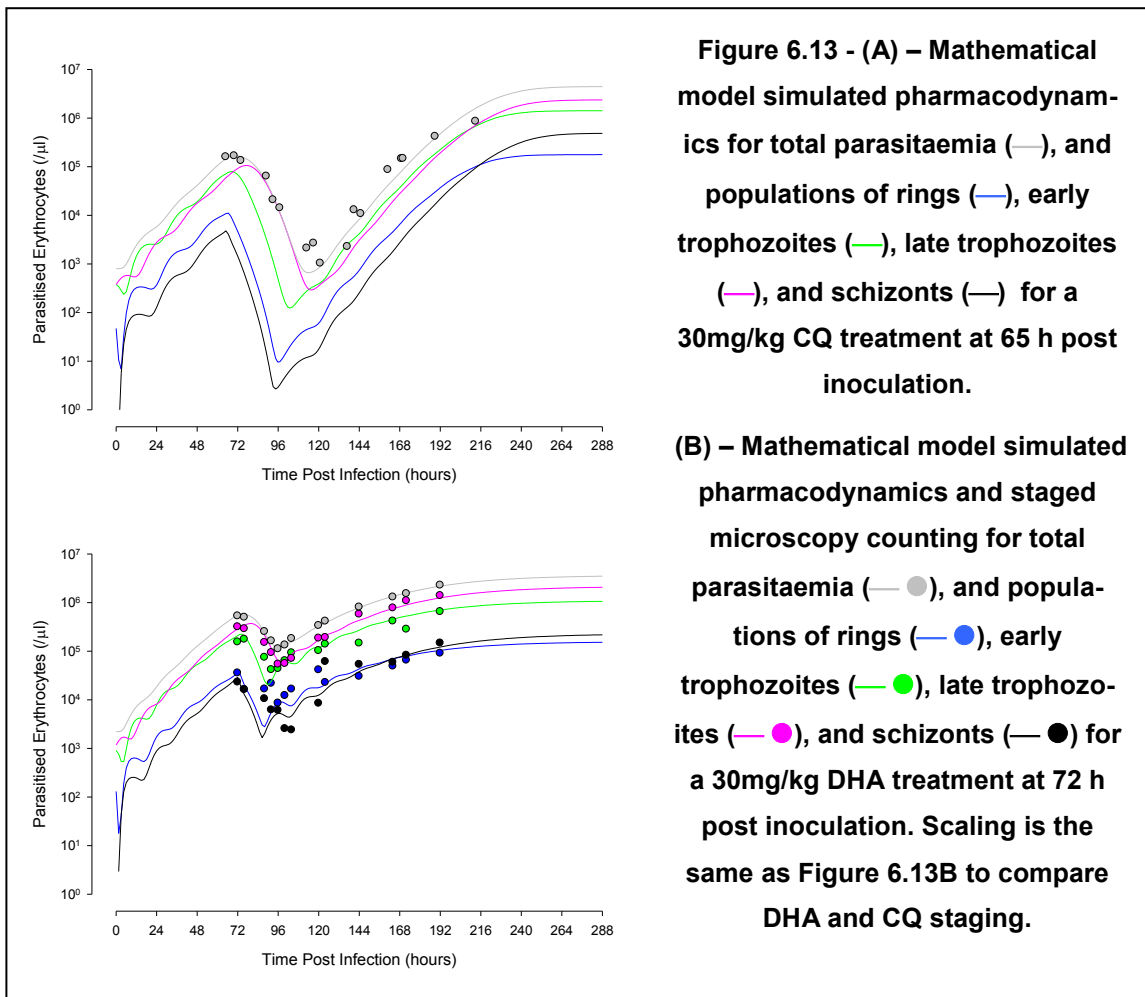 10⁷
10⁶
10⁵
10⁴
10³
10²
10¹
10⁰
Parasitised Erythrocytes (/µl)
0 24 48 72 96 120 144 168 192 216 240 264 288
Time Post Infection (hours)
10⁷
10⁶
10⁵
10⁴
10³
10²
10¹
10⁰
Parasitised Erythrocytes (/µl)
0 24 48 72 96 120 144 168 192 216 240 264 288
Time Post Infection (hours)
Figure 6.13 - (A) – Mathematical
model simulated pharmacodynam-
ics for total parasitaemia (—), and
populations of rings (—), early
trophozoites (—), late trophozoites
(—), and schizonts (—) for a
30mg/kg CQ treatment at 65 h post
inoculation.
(B) – Mathematical model simulated
pharmacodynamics and staged
microscopy counting for total
parasitaemia (— ●), and popula-
tions of rings (— ●), early
trophozoites (— ●), late trophozo-
ites (— ●), and schizonts (— ●) for
a 30mg/kg DHA treatment at 72 h
post inoculation. Scaling is the
same as Figure 6.13B to compare
DHA and CQ staging.